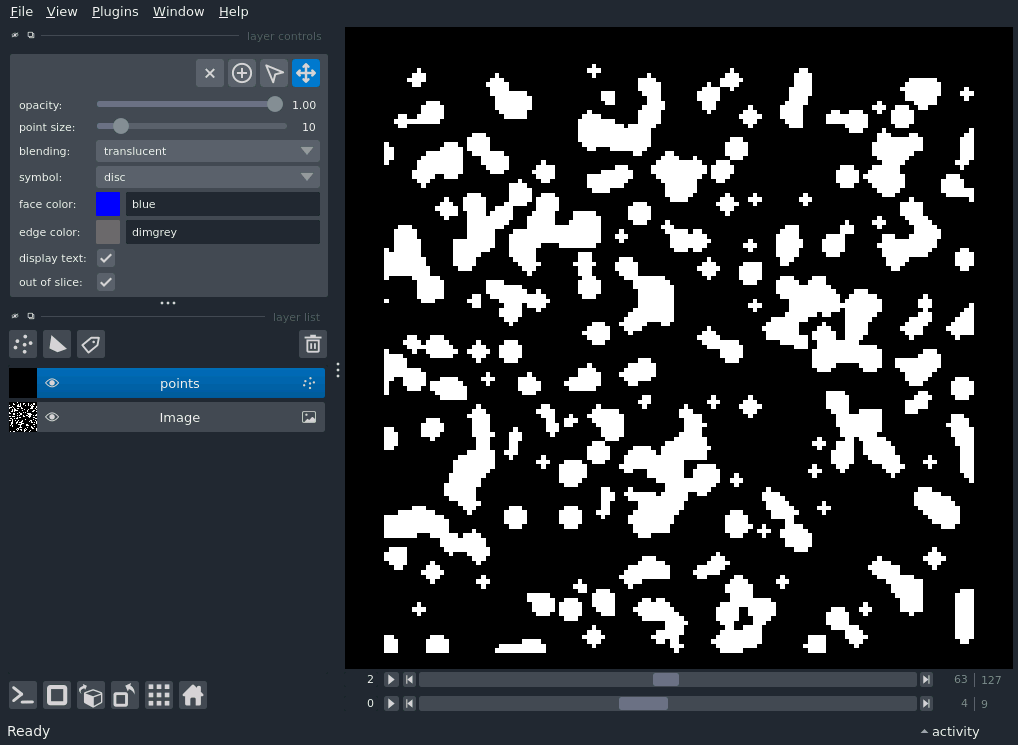 File View Plugins Window Help
layer controls
opacity: 1.00
point size: 10
blending: translucent
symbol: disc
face color: blue
edge color: dimgrey
display text:
out of slice:
layer list
points
Image
2 63 127
0 4 9
Ready activity